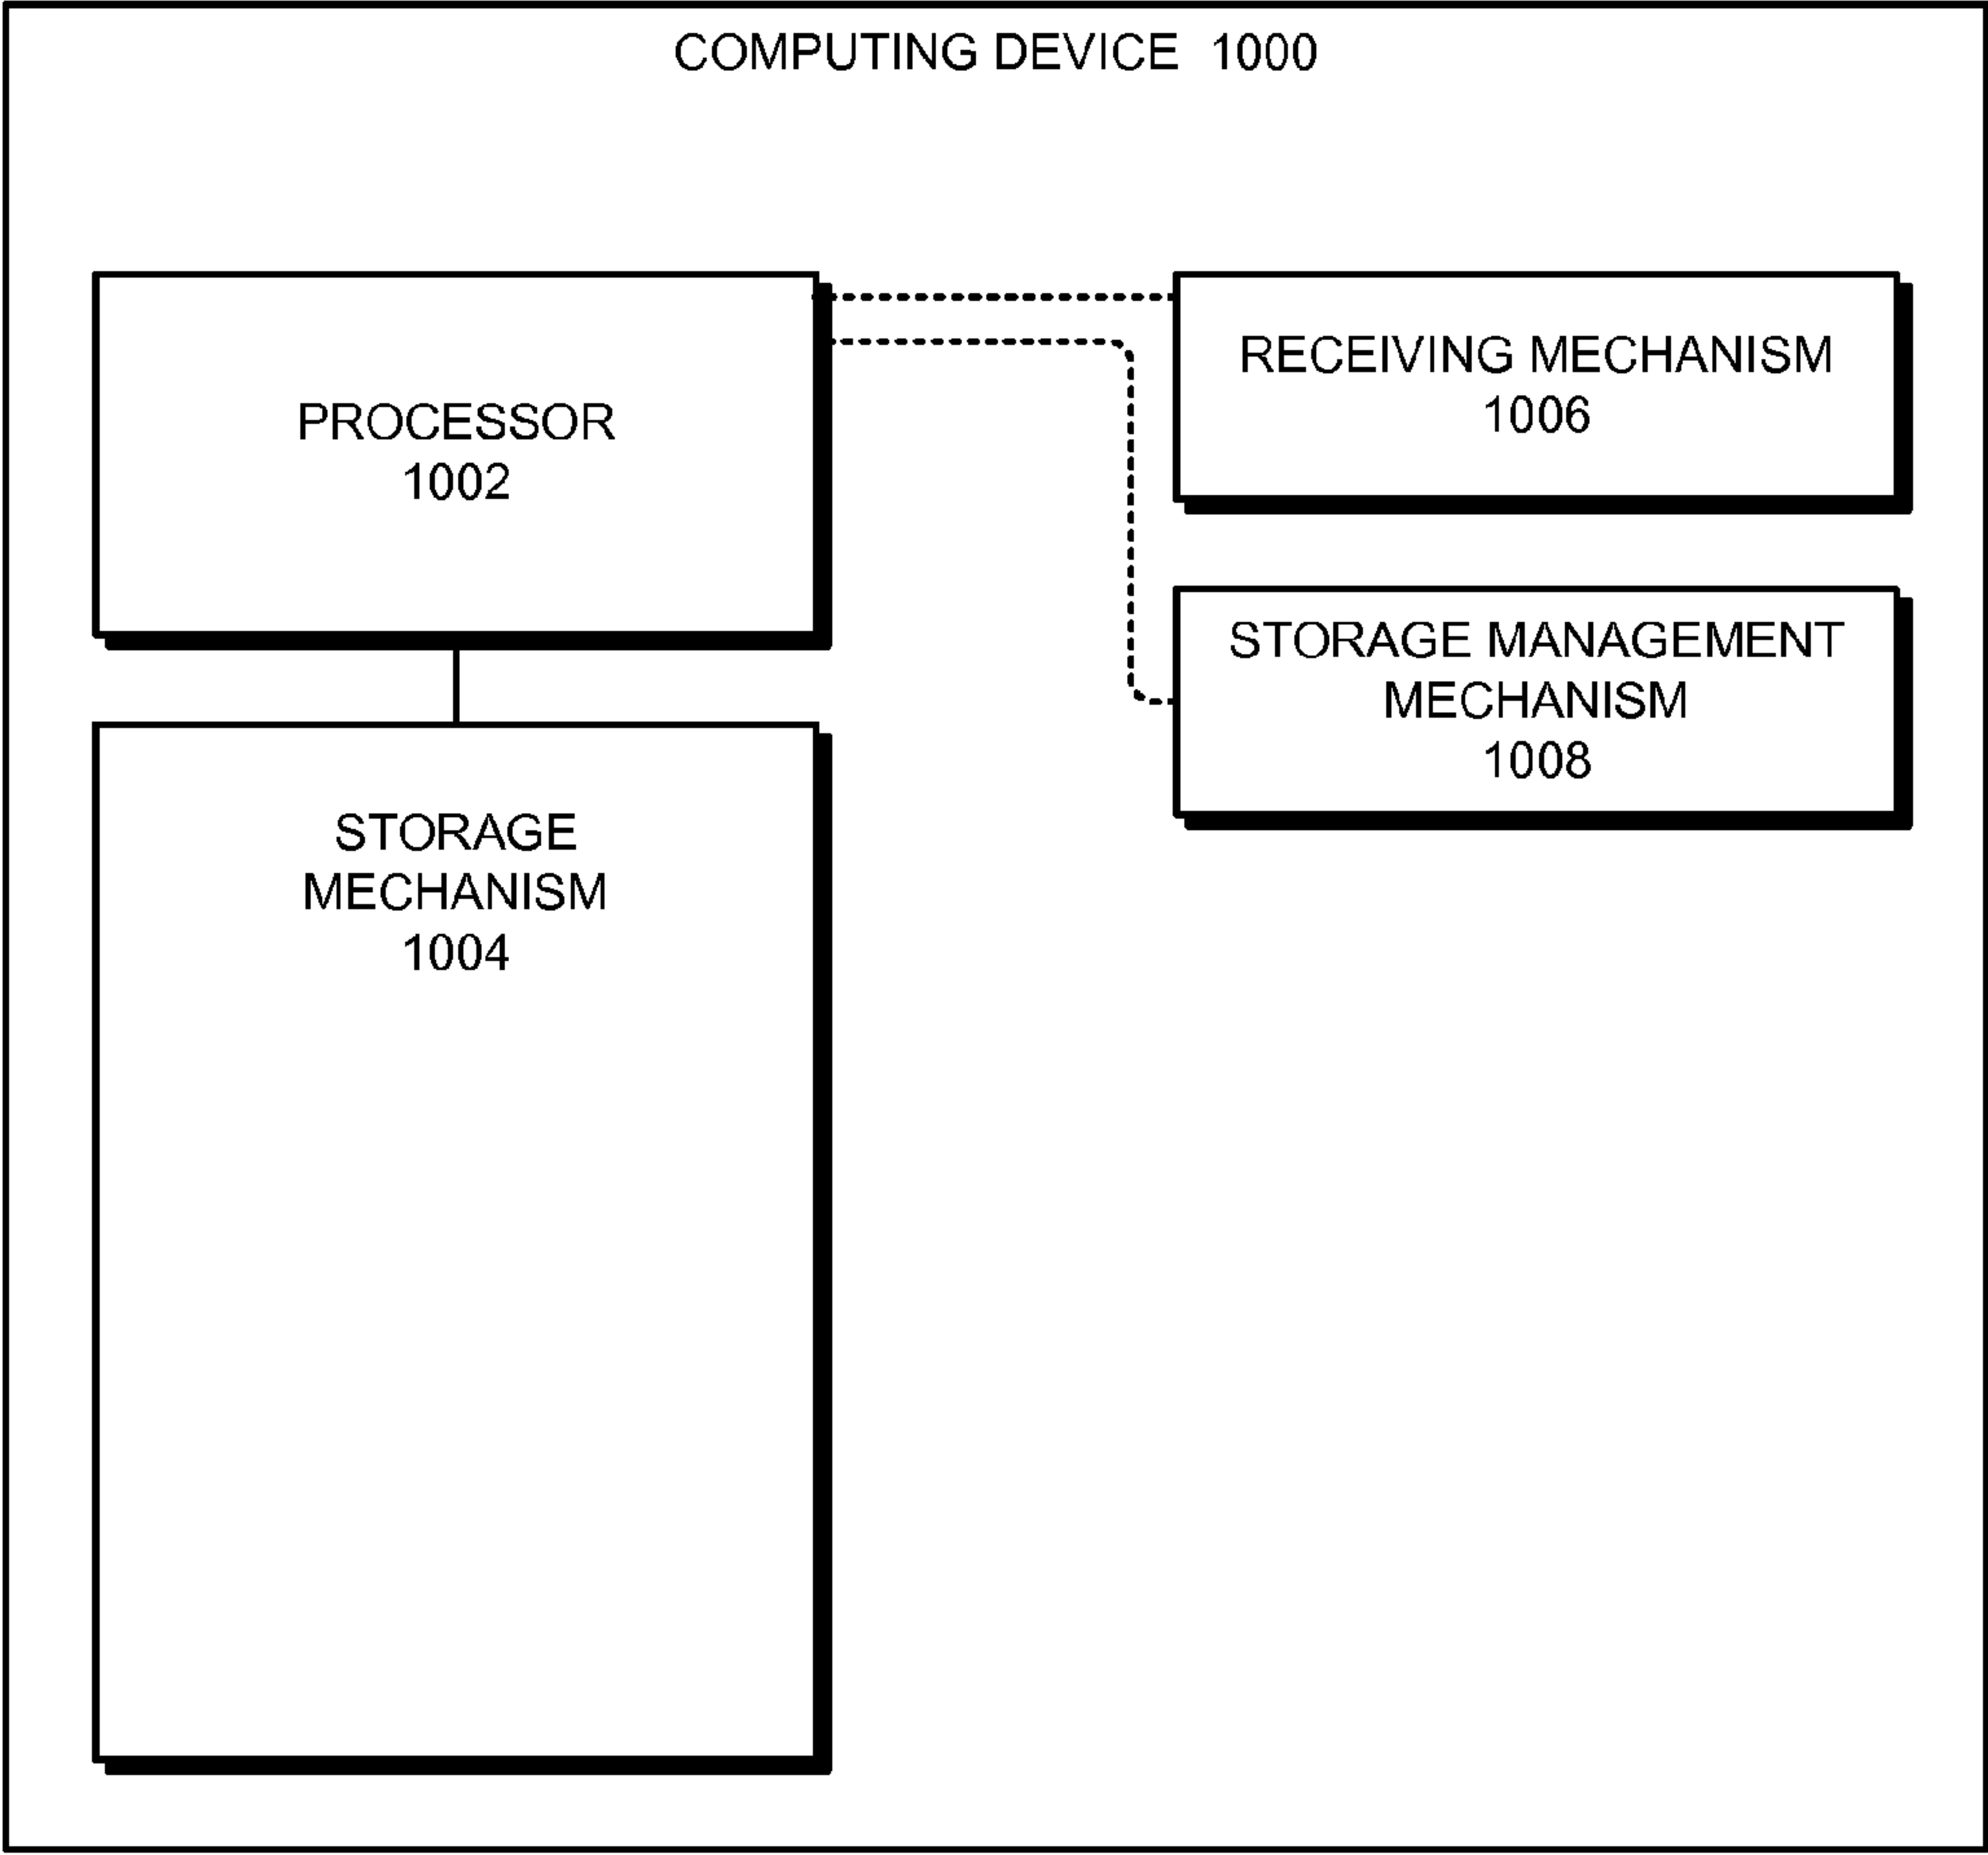 COMPUTING DEVICE 1000
PROCESSOR
1002
RECEIVING MECHANISM
1006
STORAGE MANAGEMENT
MECHANISM
1008
STORAGE
MECHANISM
1004